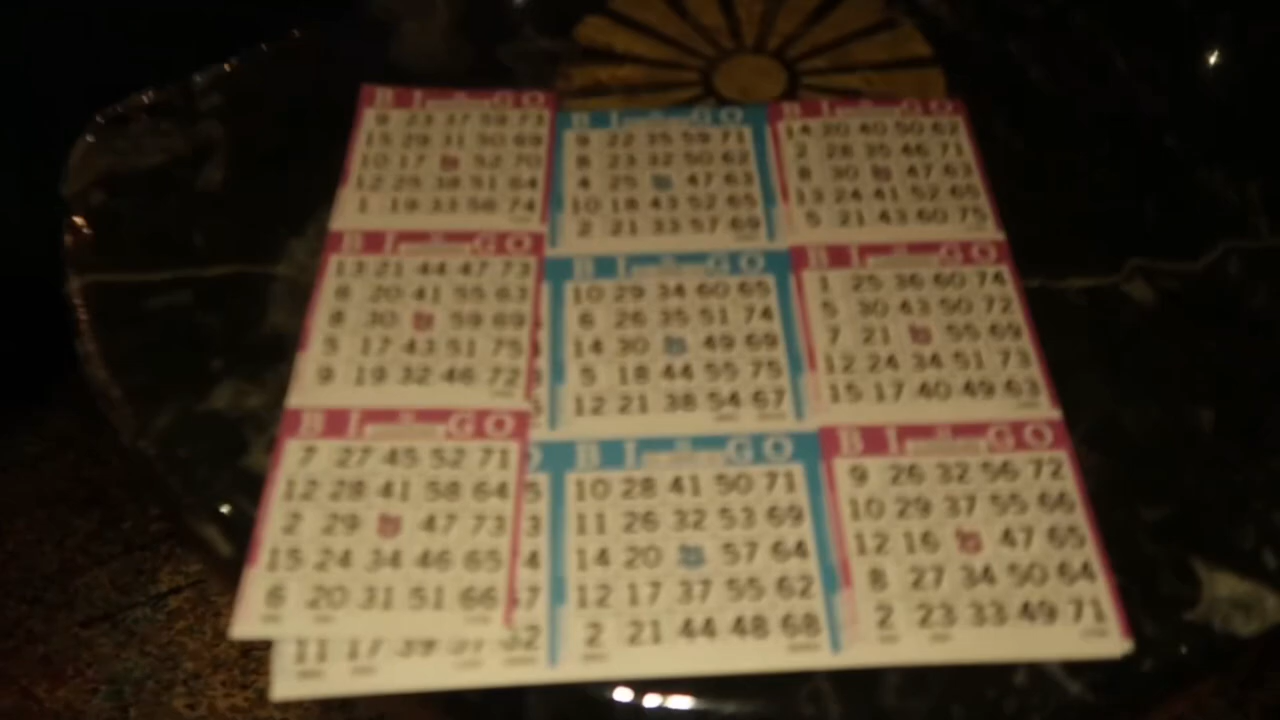 B I N G O
9 23 37 59 73
15 29 31 50 69
10 17 52 70
12 25 38 51 64
1 19 33 56 74
B I N G O
9 22 35 59 71
8 23 32 50 62
4 25 47 63
10 18 43 52 65
2 21 33 57 69
B I N G O
14 20 40 50 62
2 28 35 46 71
8 30 47 63
13 24 41 52 65
5 21 43 60 75
B I N G O
13 21 44 47 73
6 20 41 55 63
8 30 59 69
5 17 43 51 75
9 19 32 46 72
B I N G O
10 29 34 60 65
6 26 35 51 74
14 30 49 69
5 18 44 55 75
12 21 38 54 67
B I N G O
1 25 36 60 74
5 30 43 50 72
7 21 55 69
12 24 34 51 73
15 17 40 49 63
B I N G O
7 27 45 52 71
12 28 41 58 64
2 29 47 73
15 24 34 46 65
6 20 31 51 66
11 17 39 57 62
B I N G O
10 28 41 50 71
11 26 32 53 69
14 20 57 64
12 17 37 55 62
2 21 44 48 68
B I N G O
9 26 32 56 72
10 29 37 55 66
12 16 47 65
8 27 34 50 64
2 23 33 49 71